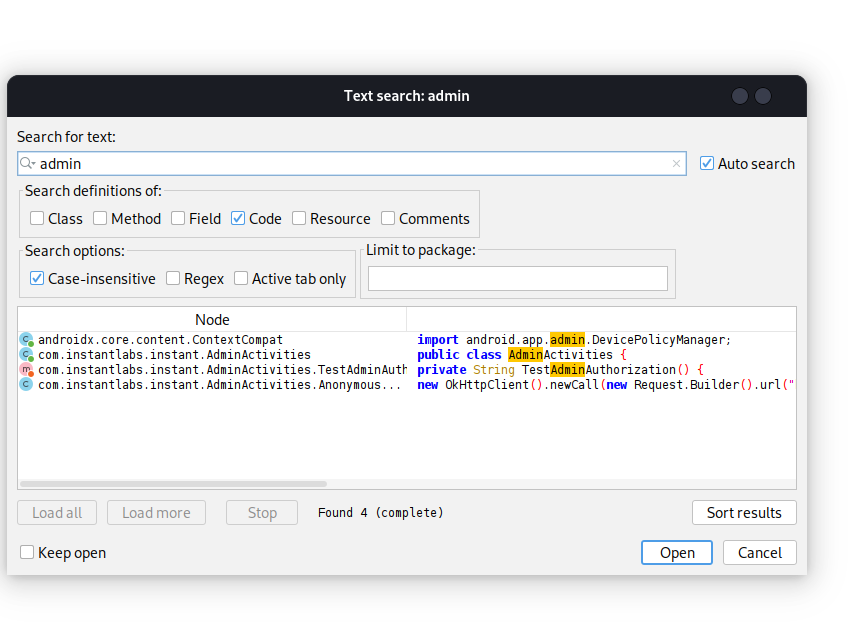 Text search: admin
Search for text:
admin
Auto search
Search definitions of:
Class Method Field Code Resource Comments
Search options:
Limit to package:
Case-insensitive Regex Active tab only
Node
androidx.core.content.ContextCompat import android.app.admin.DevicePolicyManager;
com.instantlabs.instant.AdminActivities public class AdminActivities {
com.instantlabs.instant.AdminActivities.TestAdminAuth private String TestAdminAuthorization() {
com.instantlabs.instant.AdminActivities.Anonymous... new OkHttpClient().newCall(new Request.Builder().url("
Load all Load more Stop Found 4 (complete) Sort results
Keep open Open Cancel